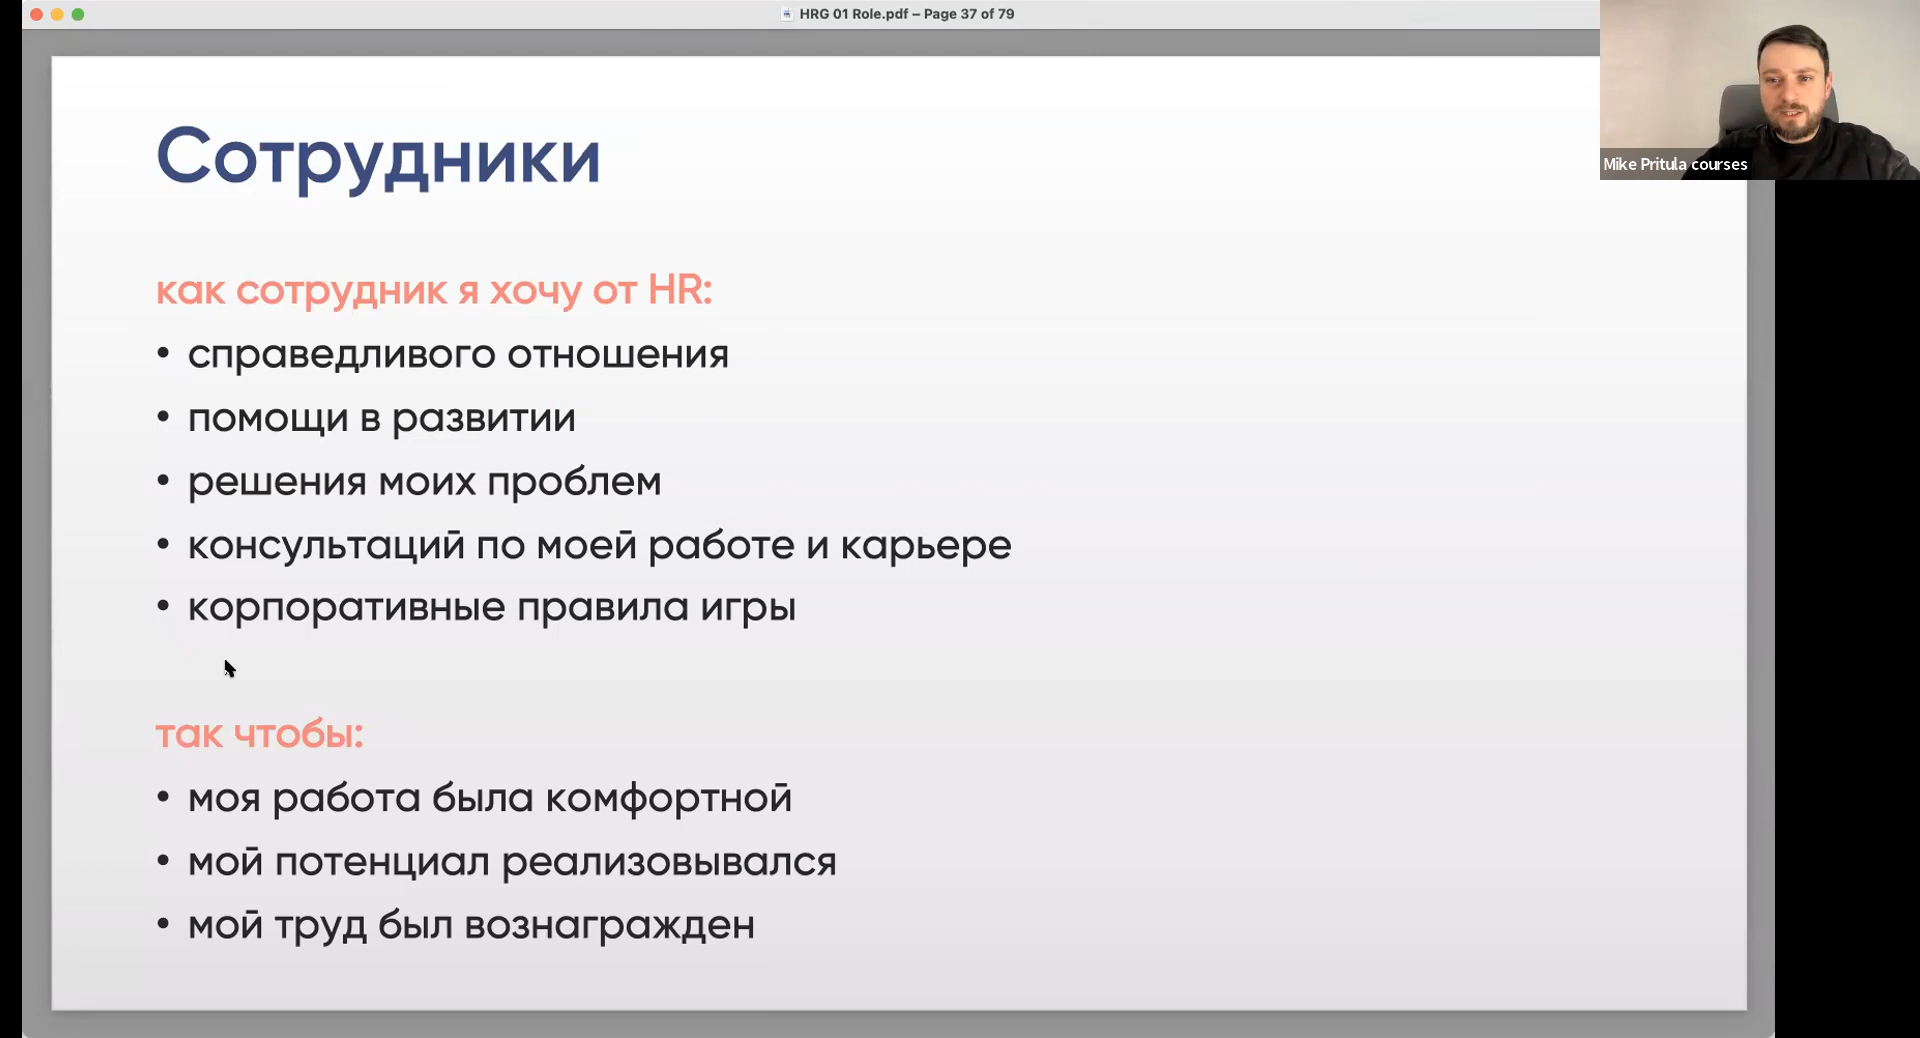 HRG 01 Role.pdf – Page 37 of 79
Mike Pritula courses
Сотрудники
как сотрудник я хочу от HR:
• справедливого отношения
• помощи в развитии
• решения моих проблем
• консультаций по моей работе и карьере
• корпоративные правила игры
так чтобы:
• моя работа была комфортной
• мой потенциал реализовывался
• мой труд был вознагражден